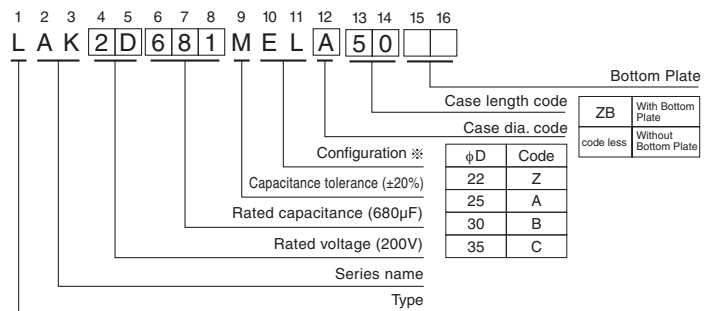 1 2 3 4 5 6 7 8 9 10 11 12 13 14 15 16
L A K 2 D 6 8 1 M E L A 5 0
Bottom Plate
Case length code
Case dia. code
Configuration ※
Capacitance tolerance (±20%)
Rated capacitance (680µF)
Rated voltage (200V)
Series name
Type
ZB With Bottom Plate
code less Without Bottom Plate
ϕD Code
22 Z
25 A
30 B
35 C